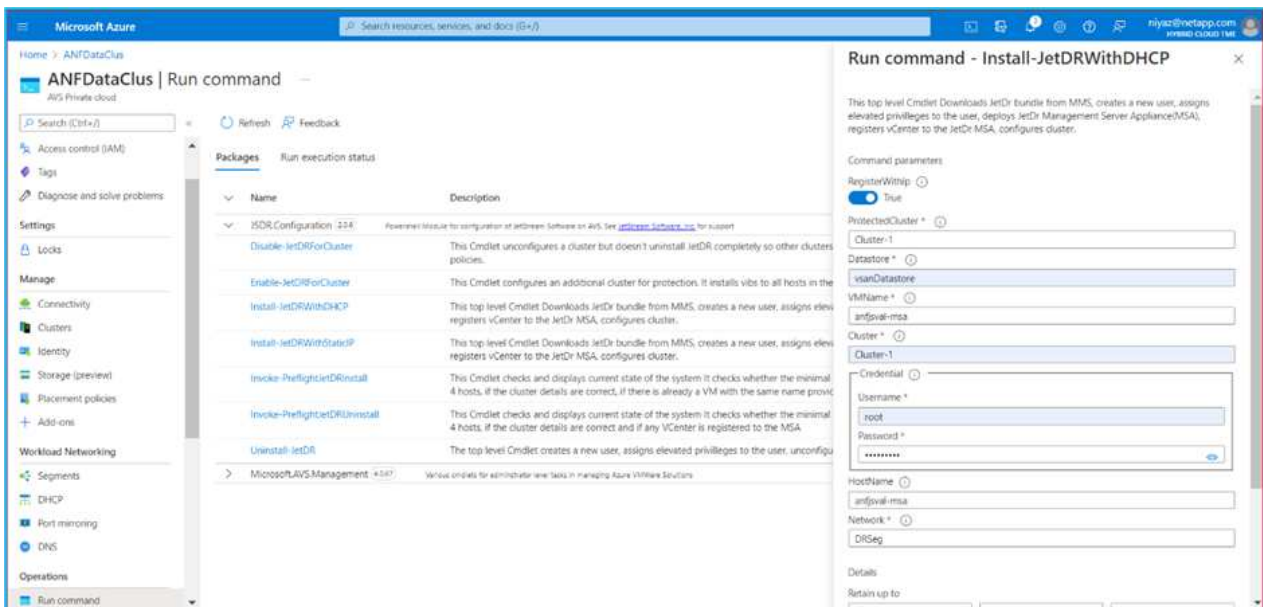 Microsoft Azure
Search resources, services, and docs (G+/)
niyaz@netapp.com
HYBRID CLOUD TME
Home > ANFDataClus
ANFDataClus | Run command
AVS Private cloud
Search (Ctrl+/)
Access control (IAM)
Tags
Diagnose and solve problems
Settings
Locks
Manage
Connectivity
Clusters
Identity
Storage (preview)
Placement policies
Add-ons
Workload Networking
Segments
DHCP
Port mirroring
DNS
Operations
Run command
Refresh
Feedback
Packages
Run execution status
Name
Description
JSDR.Configuration
Powershell Module for configuration of JetStream Software on AVS. See JetStream Software, Inc. for support
Disable-JetDRForCluster
This Cmdlet unconfigures a cluster but doesn't uninstall JetDR completely so other clusters
policies.
Enable-JetDRForCluster
This Cmdlet configures an additional cluster for protection. It installs vibs to all hosts in the
Install-JetDRWithDHCP
This top level Cmdlet Downloads JetDr bundle from MMS, creates a new user, assigns elev
registers vCenter to the JetDr MSA, configures cluster.
Install-JetDRWithStaticIP
This top level Cmdlet Downloads JetDr bundle from MMS, creates a new user, assigns elev
registers vCenter to the JetDr MSA, configures cluster.
Invoke-PreflightJetDRInstall
This Cmdlet checks and displays current state of the system It checks whether the minimal
4 hosts, if the cluster details are correct, if there is already a VM with the same name provid
Invoke-PreflightJetDRUninstall
This Cmdlet checks and displays current state of the system It checks whether the minimal
4 hosts, if the cluster details are correct and if any VCenter is registered to the MSA
Uninstall-JetDR
The top level Cmdlet creates a new user, assigns elevated privilleges to the user, unconfigu
Microsoft.AVS.Management
Various cmdlets for administrator level tasks in managing Azure VMWare Solutions
Run command - Install-JetDRWithDHCP
This top level Cmdlet Downloads JetDr bundle from MMS, creates a new user, assigns
elevated privilleges to the user, deploys JetDr Management Server Appliance(MSA),
registers vCenter to the JetDr MSA, configures cluster.
Command parameters
RegisterWithIp
True
ProtectedCluster *
Cluster-1
Datastore *
vsanDatastore
VMName *
anfjsval-msa
Cluster *
Cluster-1
Credential
Username *
root
Password *
•••••••••
HostName
anfjsval-msa
Network *
DRSeg
Details
Retain up to